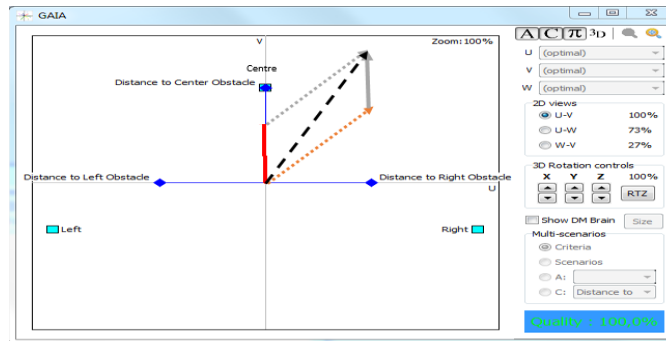 GAIA
V
Zoom: 100%
Centre
Distance to Center Obstacle
Distance to Left Obstacle
Distance to Right Obstacle
U
Left
Right
A C π 3D
U (optimal)
V (optimal)
W (optimal)
2D views
U-V 100%
U-W 73%
W-V 27%
3D Rotation controls
X Y Z 100%
RTZ
Show DM Brain Size
Multi-scenarios
Criteria
Scenarios
A:
C: Distance to
Quality : 100,0%